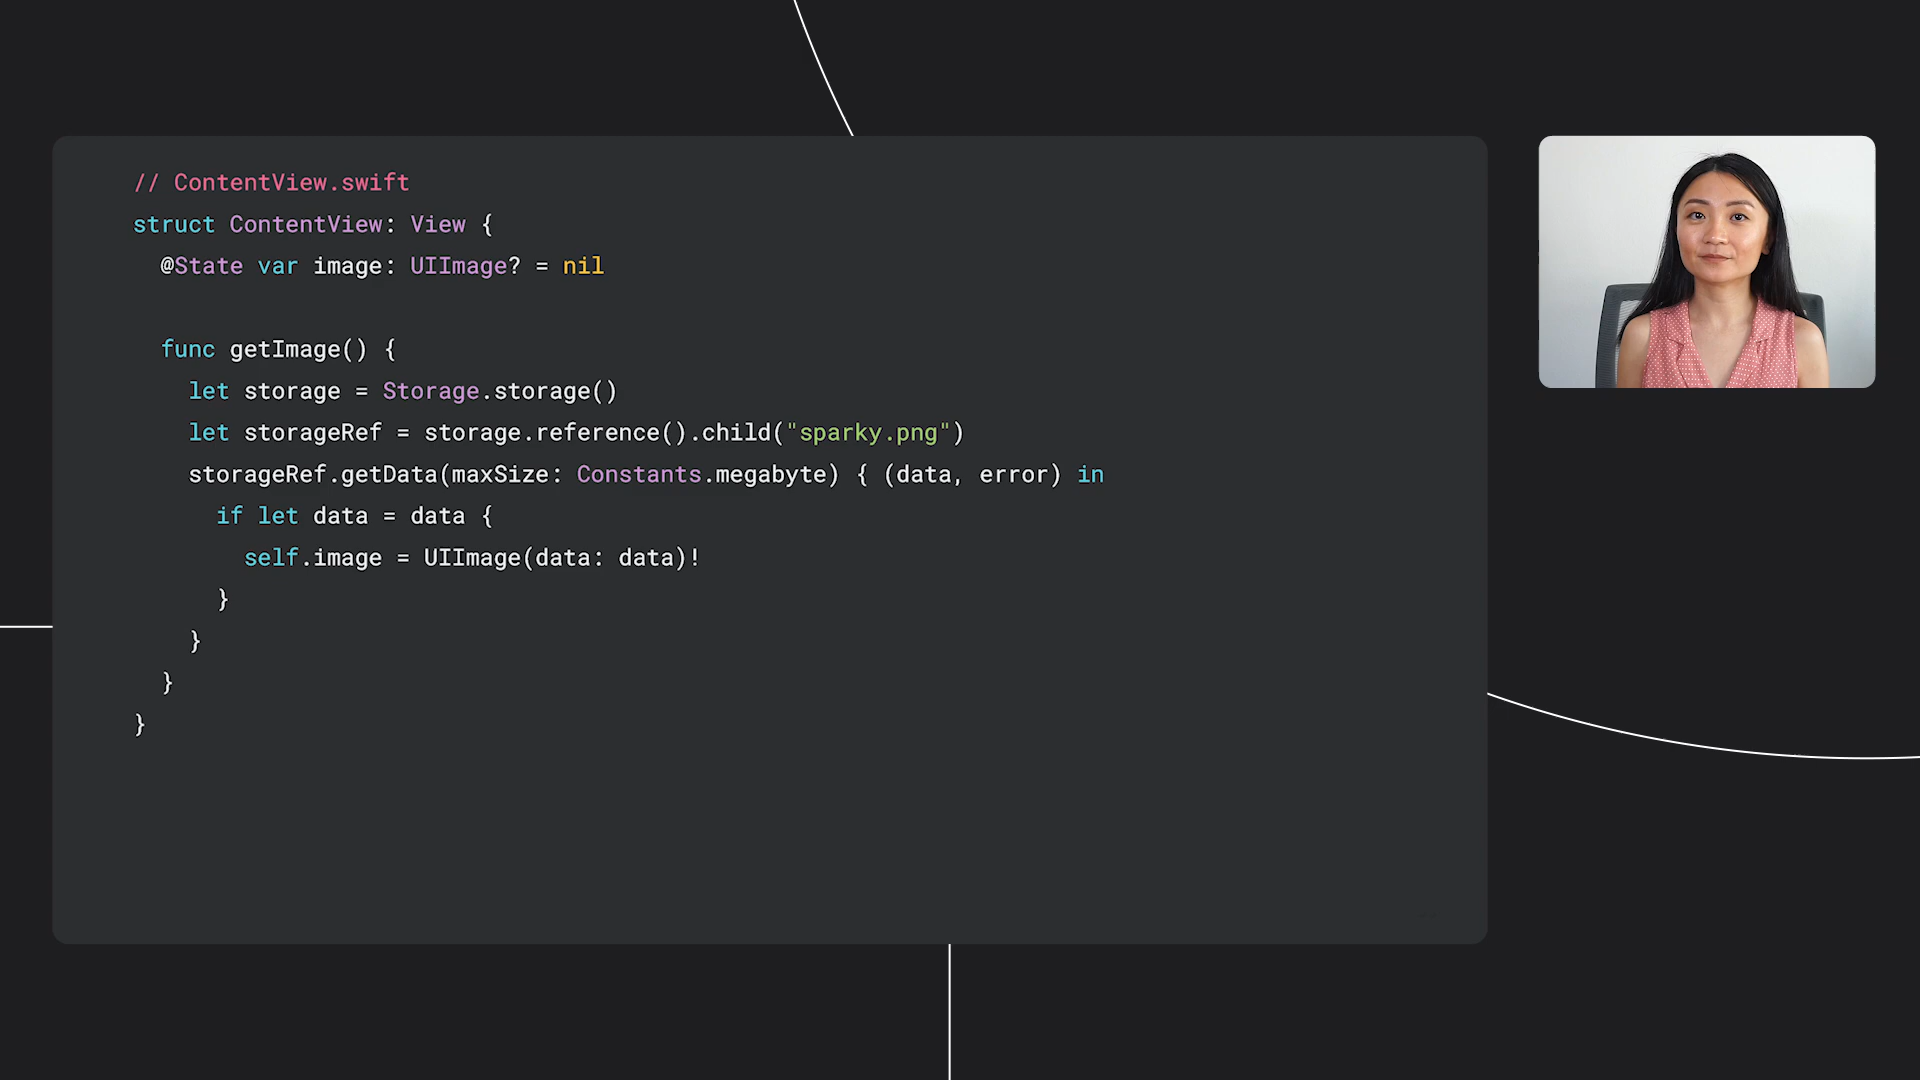 // ContentView.swift
struct ContentView: View {
@State var image: UIImage? = nil
func getImage() {
let storage = Storage.storage()
let storageRef = storage.reference().child("sparky.png")
storageRef.getData(maxSize: Constants.megabyte) { (data, error) in
if let data = data {
self.image = UIImage(data: data)!
}
}
}
}